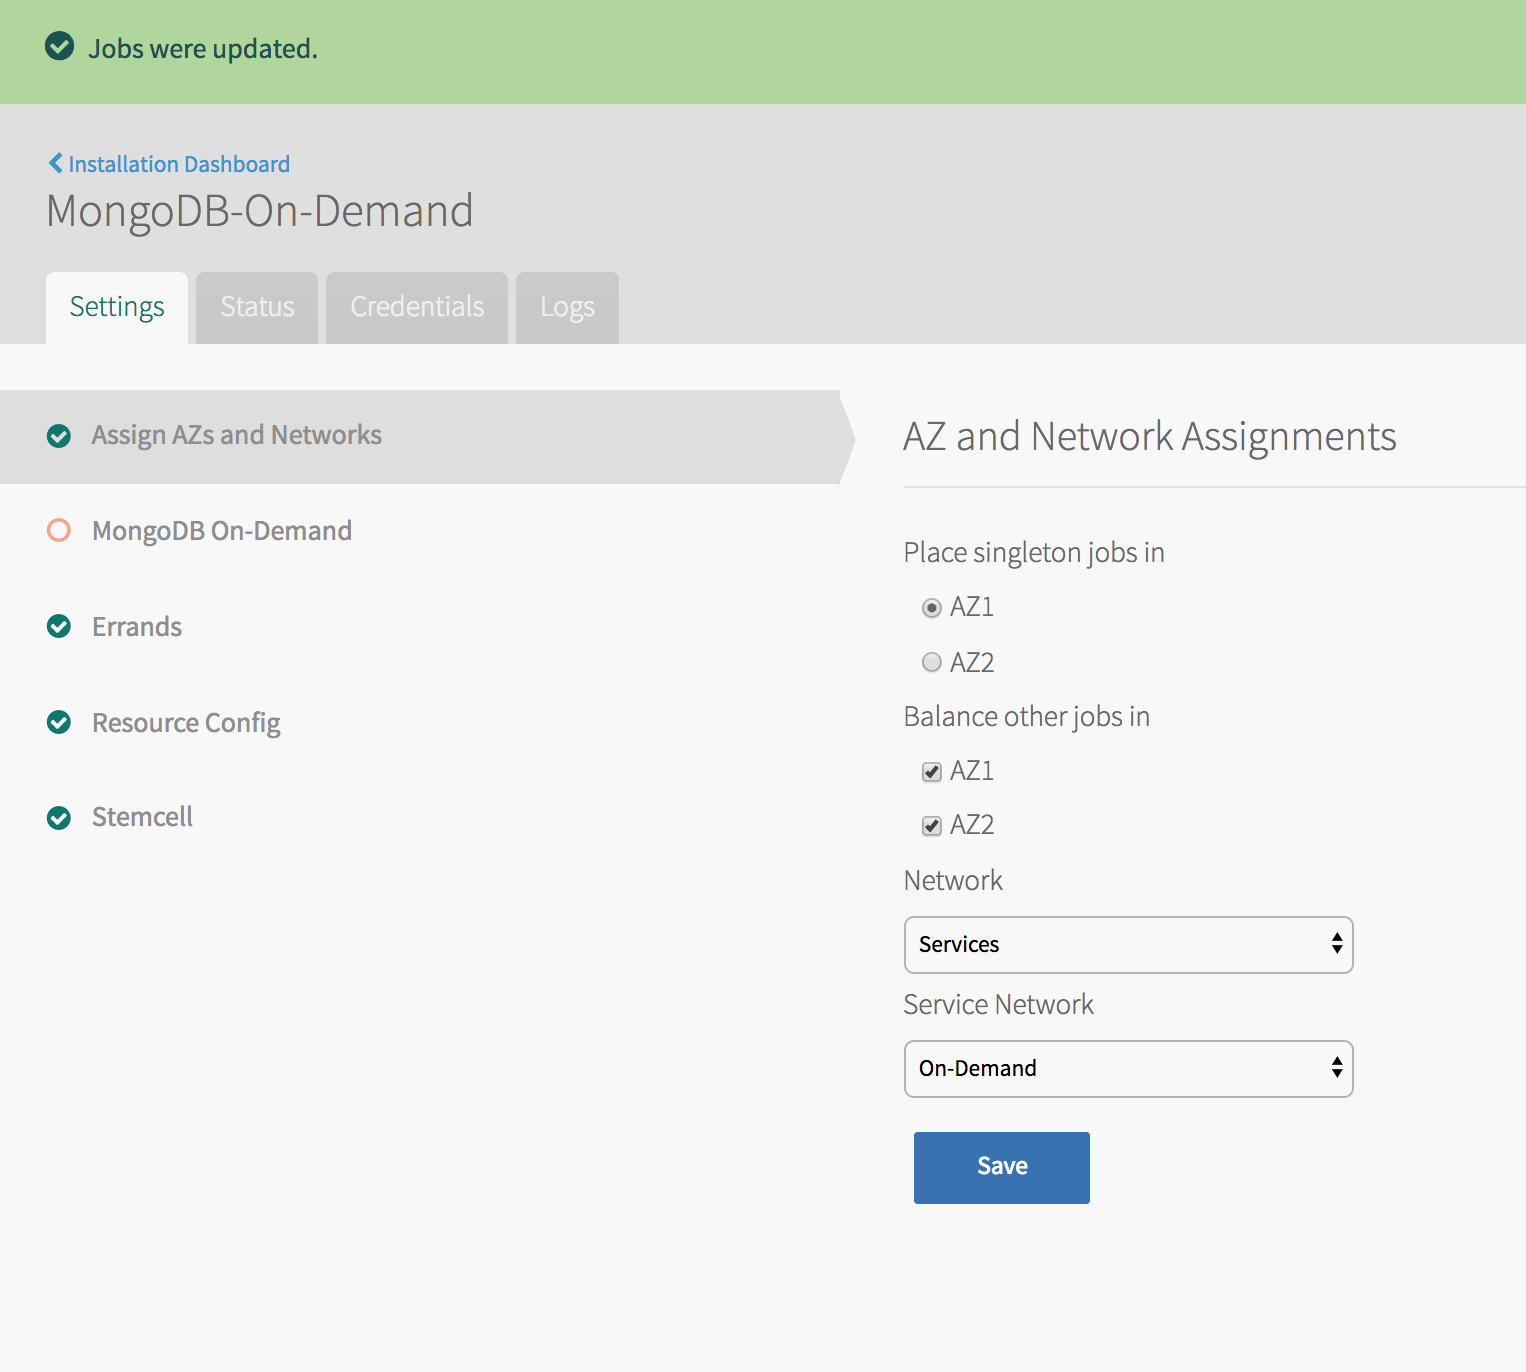 Jobs were updated.
Installation Dashboard
MongoDB-On-Demand
Settings
Status
Credentials
Logs
Assign AZs and Networks
MongoDB On-Demand
Errands
Resource Config
Stemcell
AZ and Network Assignments
Place singleton jobs in
AZ1
AZ2
Balance other jobs in
AZ1
AZ2
Network
Services
Service Network
On-Demand
Save